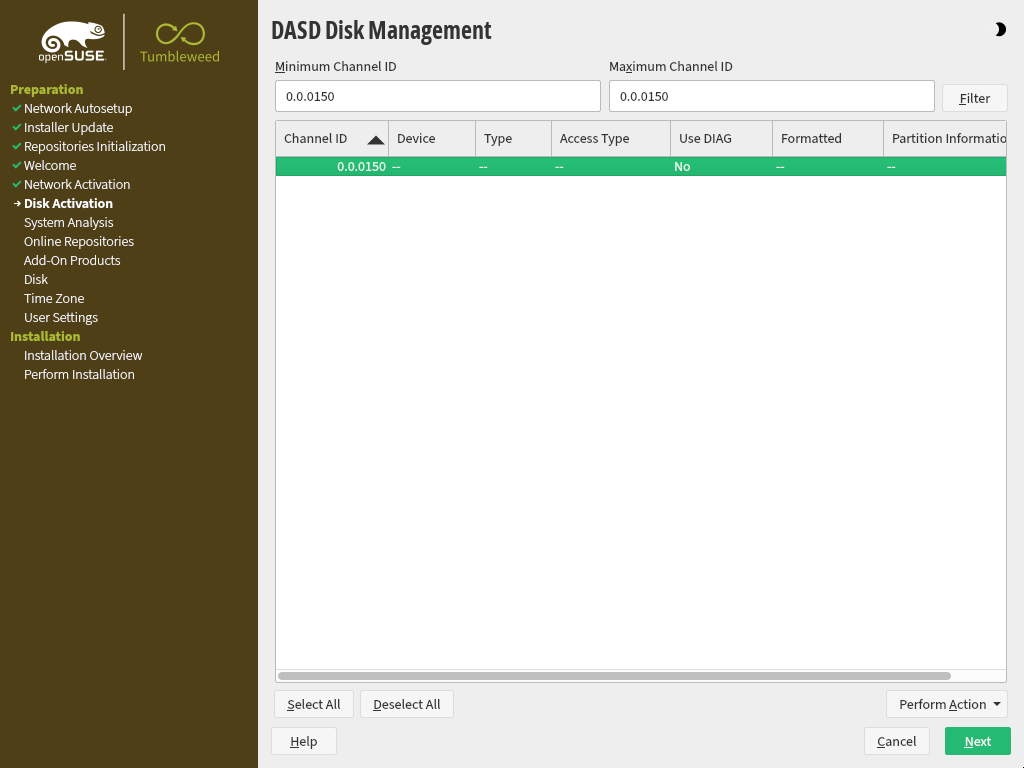 openSUSE
Tumbleweed
Preparation
Network Autosetup
Installer Update
Repositories Initialization
Welcome
Network Activation
Disk Activation
System Analysis
Online Repositories
Add-On Products
Disk
Time Zone
User Settings
Installation
Installation Overview
Perform Installation
DASD Disk Management
Minimum Channel ID Maximum Channel ID
0.0.0150 0.0.0150 Filter
Channel ID Device Type Access Type Use DIAG Formatted Partition Informatio
0.0.0150 -- -- -- No -- --
Select All Deselect All Perform Action
Help Cancel Next